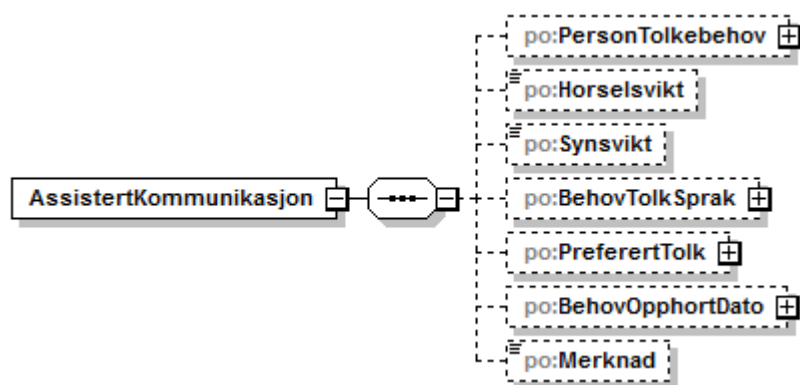 po:PersonTolkebehov
po:Horselsvikt
po:Synsvikt
AssistertKommunikasjon
po:BehovTolkSprak
po:PreferertTolk
po:BehovOpphortDato
po:Merknad